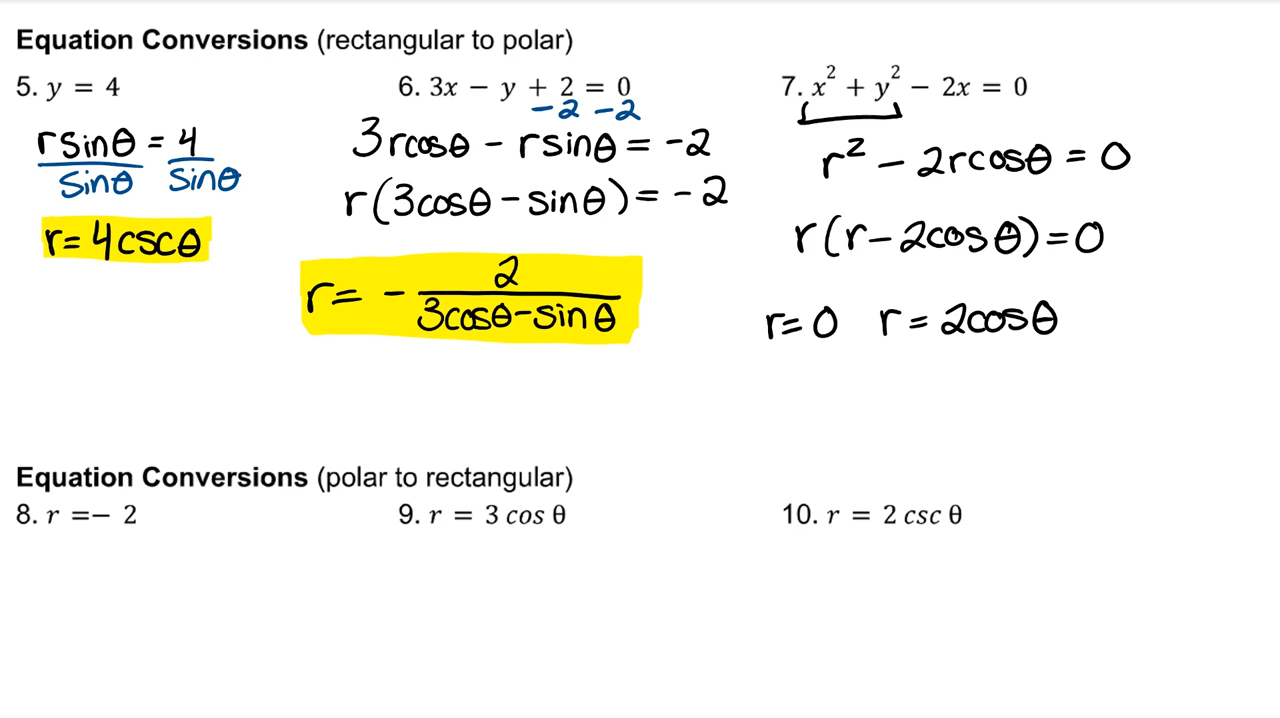 Equation Conversions (rectangular to polar)
5. y = 4
rsinθ = 4
sinθ sinθ
r = 4cscθ
6. 3x − y + 2 = 0
−2 −2
3rcosθ − rsinθ = −2
r(3cosθ − sinθ) = −2
r = − 2
3cosθ−sinθ
7. x² + y² − 2x = 0
r² − 2rcosθ = 0
r(r − 2cosθ) = 0
r = 0 r = 2cosθ
Equation Conversions (polar to rectangular)
8. r =− 2
9. r = 3 cos θ
10. r = 2 csc θ